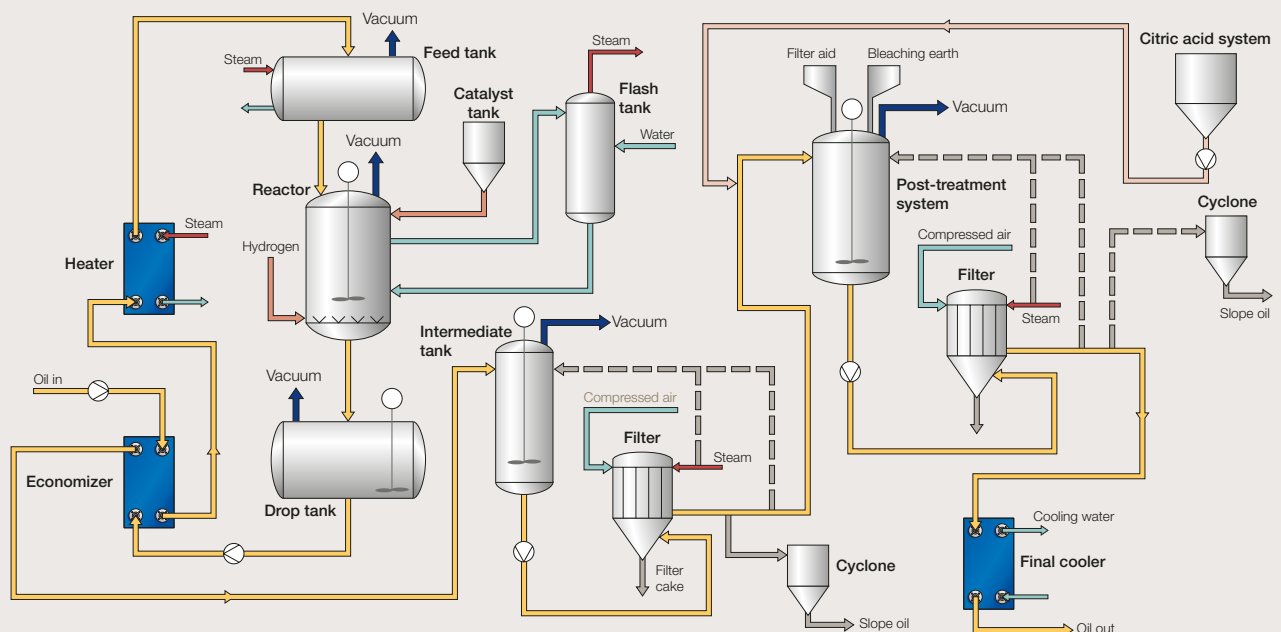 Vacuum
Feed tank
Steam
Steam
Catalyst
tank
Flash
tank
Water
Vacuum
Reactor
Steam
Heater
Hydrogen
Intermediate
tank
Vacuum
Oil in
Vacuum
Economizer
Drop tank
Compressed air
Filter
Steam
Filter
cake
Cyclone
Slope oil
Filter aid
Bleaching earth
Vacuum
Post-treatment
system
Citric acid system
Cyclone
Slope oil
Compressed air
Filter
Steam
Cooling water
Final cooler
Oil out